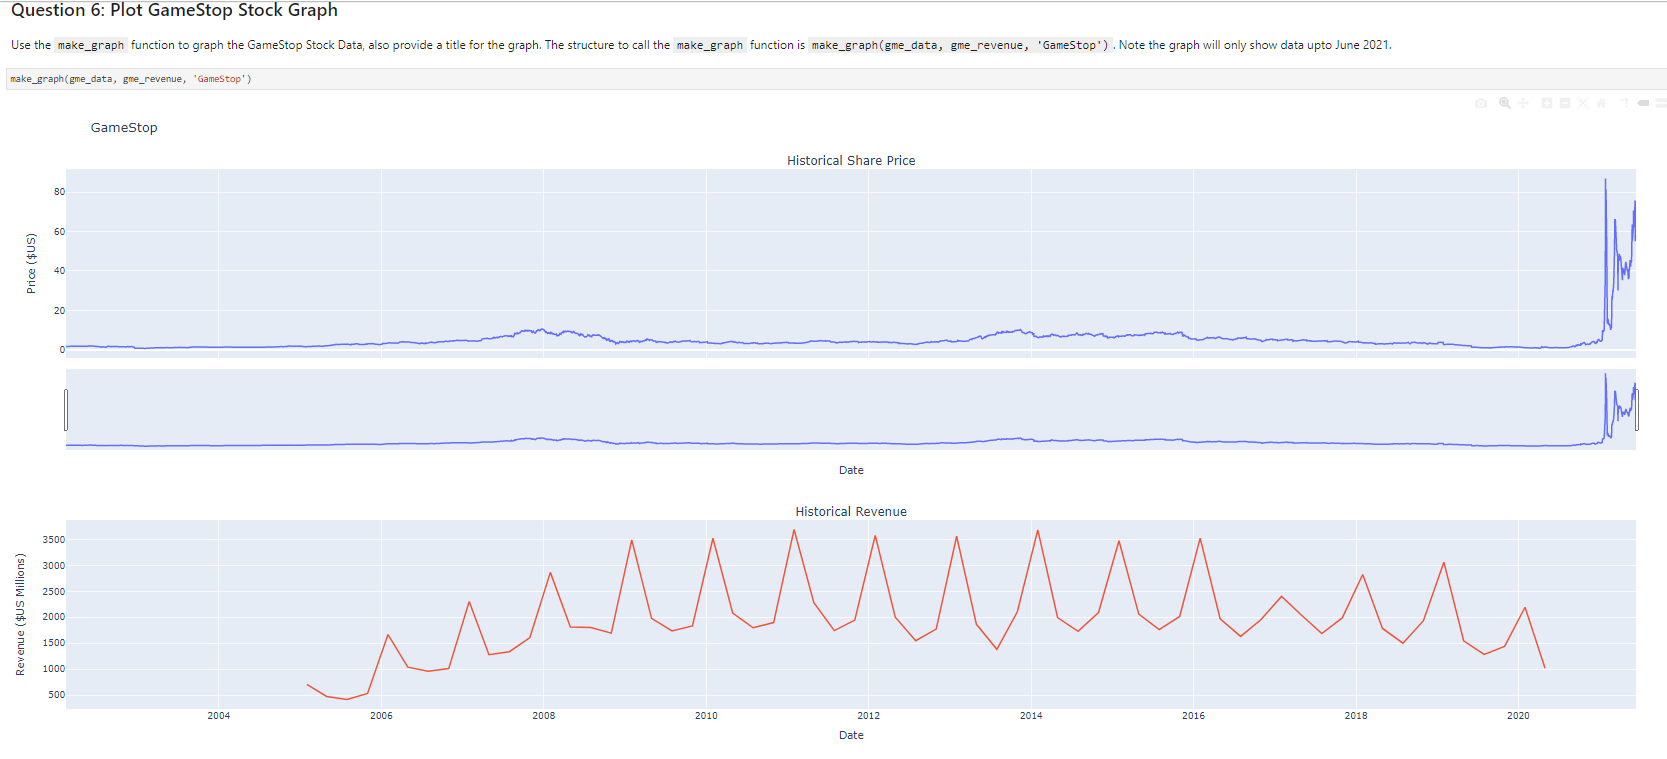 Question 6: Plot GameStop Stock Graph
Use the make_graph function to graph the GameStop Stock Data, also provide a title for the graph. The structure to call the make_graph function is make_graph(gme_data, gme_revenue, 'GameStop'). Note the graph will only show data upto June 2021.
make_graph(gme_data, gme_revenue, 'GameStop')
GameStop
Historical Share Price
Price ($US)
80
60
40
20
0
Date
Historical Revenue
Revenue ($US Millions)
3500
3000
2500
2000
1500
1000
500
2004 2006 2008 2010 2012 2014 2016 2018 2020
Date